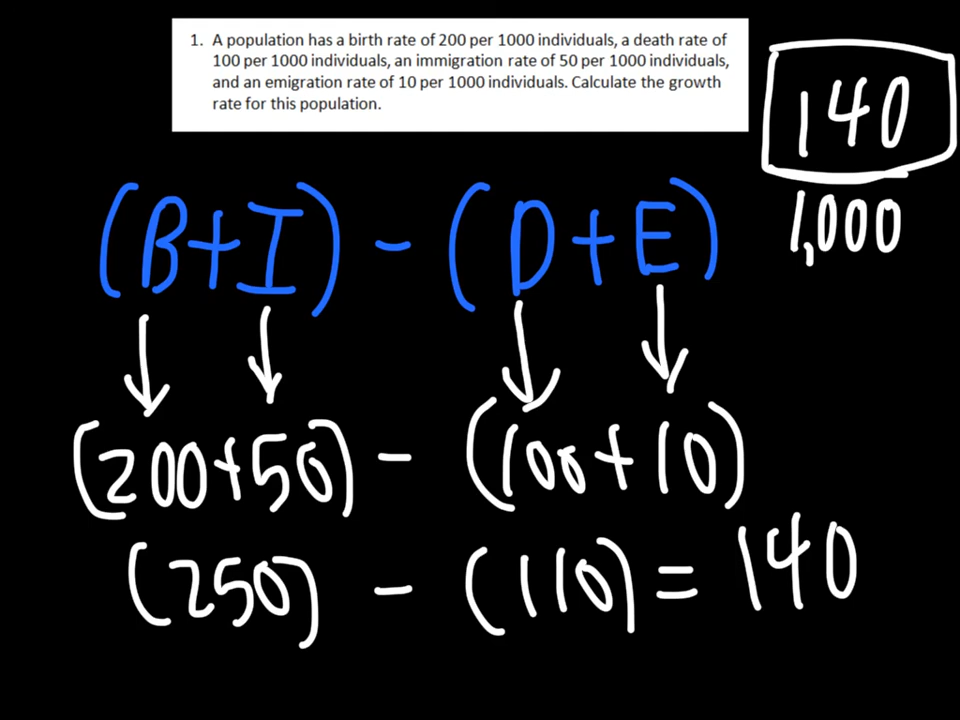 1. A population has a birth rate of 200 per 1000 individuals, a death rate of
100 per 1000 individuals, an immigration rate of 50 per 1000 individuals,
and an emigration rate of 10 per 1000 individuals. Calculate the growth
rate for this population.
140
1,000
(B+I) - (D+E)
(200+50) - (100+10)
(250) - (110) = 140